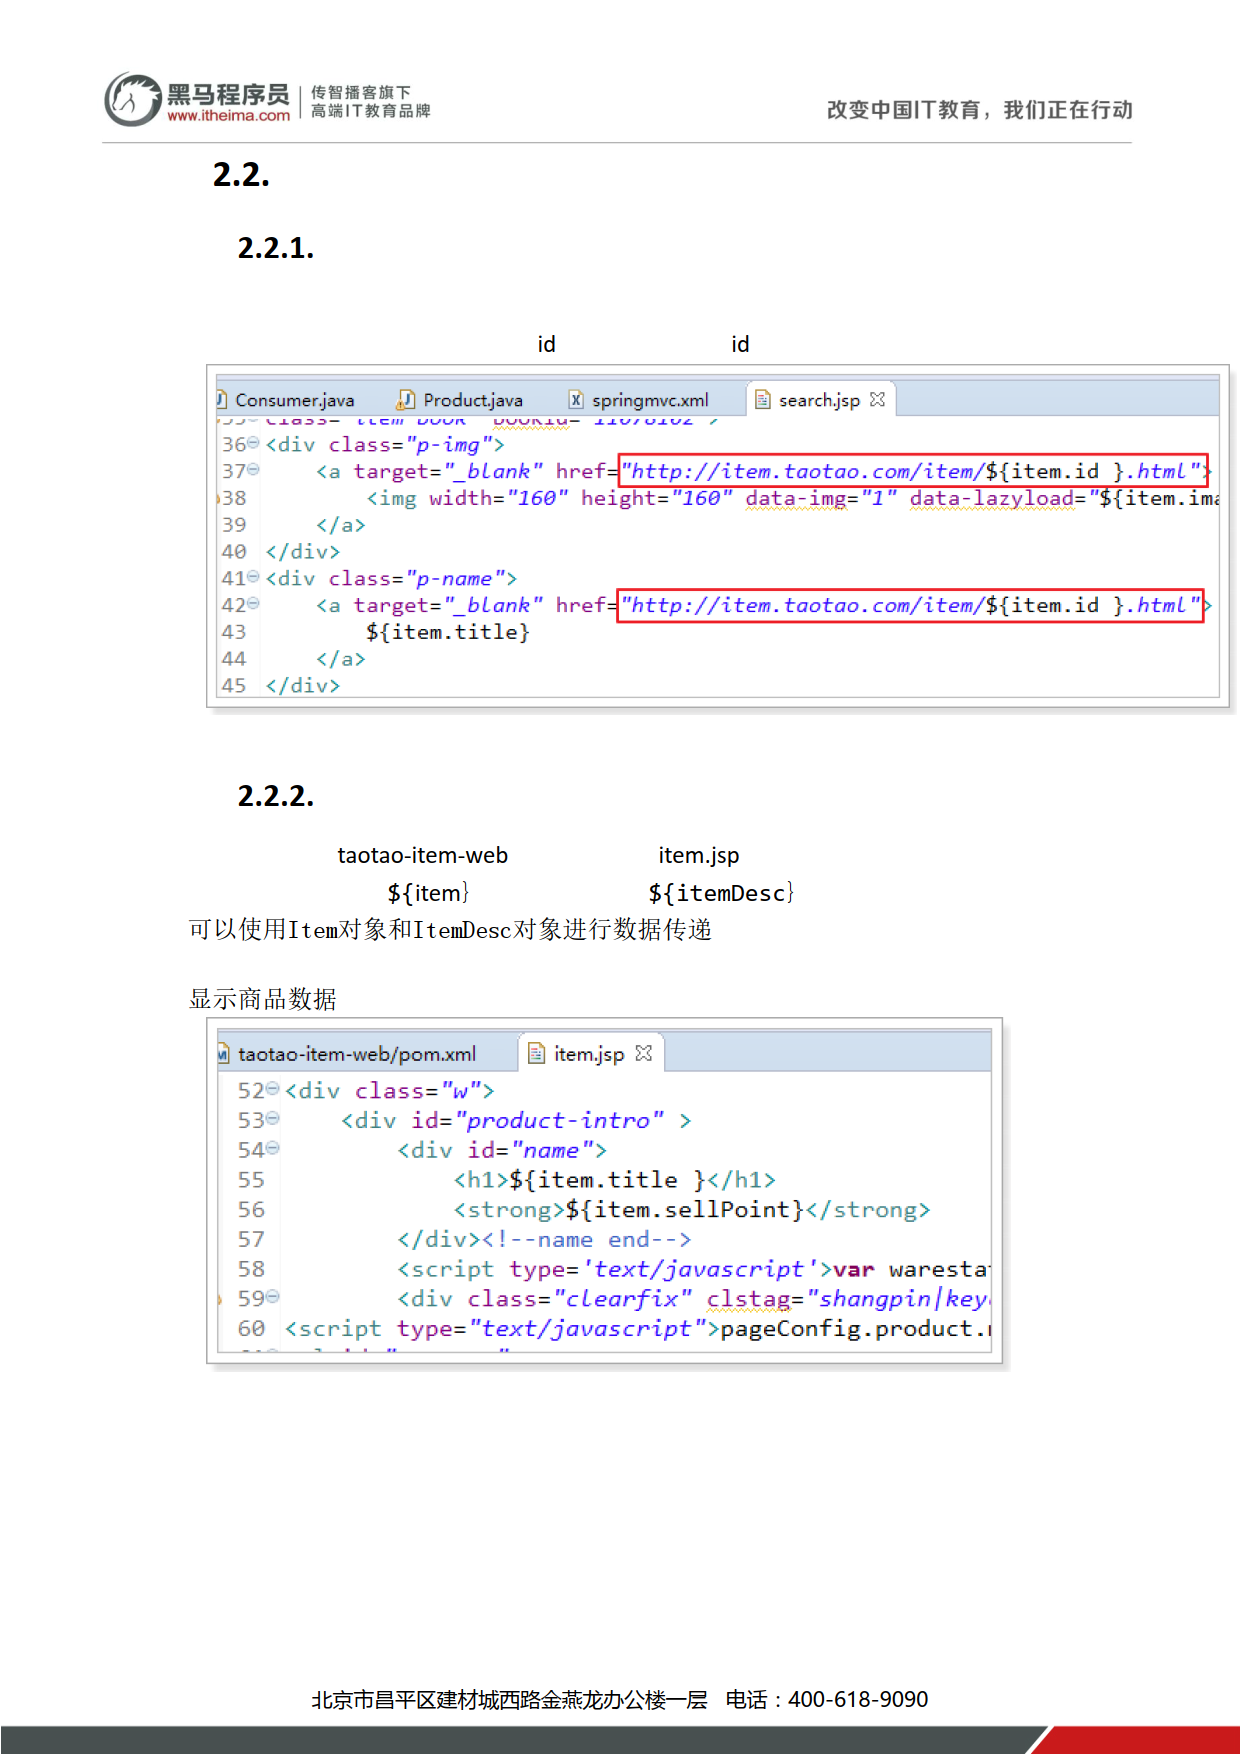 黑马程序员
www.itheima.com
传智播客旗下
高端IT教育品牌
改变中国IT教育，我们正在行动
2.2.
2.2.1.
id id
Consumer.java Product.java springmvc.xml search.jsp
36 <div class="p-img">
37 <a target="_blank" href="http://item.taotao.com/item/${item.id }.html">
38 <img width="160" height="160" data-img="1" data-lazyload="${item.ima
39 </a>
40 </div>
41 <div class="p-name">
42 <a target="_blank" href="http://item.taotao.com/item/${item.id }.html">
43 ${item.title}
44 </a>
45 </div>
2.2.2.
taotao-item-web item.jsp
${item} ${itemDesc}
可以使用Item对象和ItemDesc对象进行数据传递
显示商品数据
taotao-item-web/pom.xml item.jsp
52 <div class="w">
53 <div id="product-intro" >
54 <div id="name">
55 <h1>${item.title }</h1>
56 <strong>${item.sellPoint}</strong>
57 </div><!--name end-->
58 <script type='text/javascript'>var waresta
59 <div class="clearfix" clstag="shangpin|key
60 <script type="text/javascript">pageConfig.product.
北京市昌平区建材城西路金燕龙办公楼一层 电话：400-618-9090